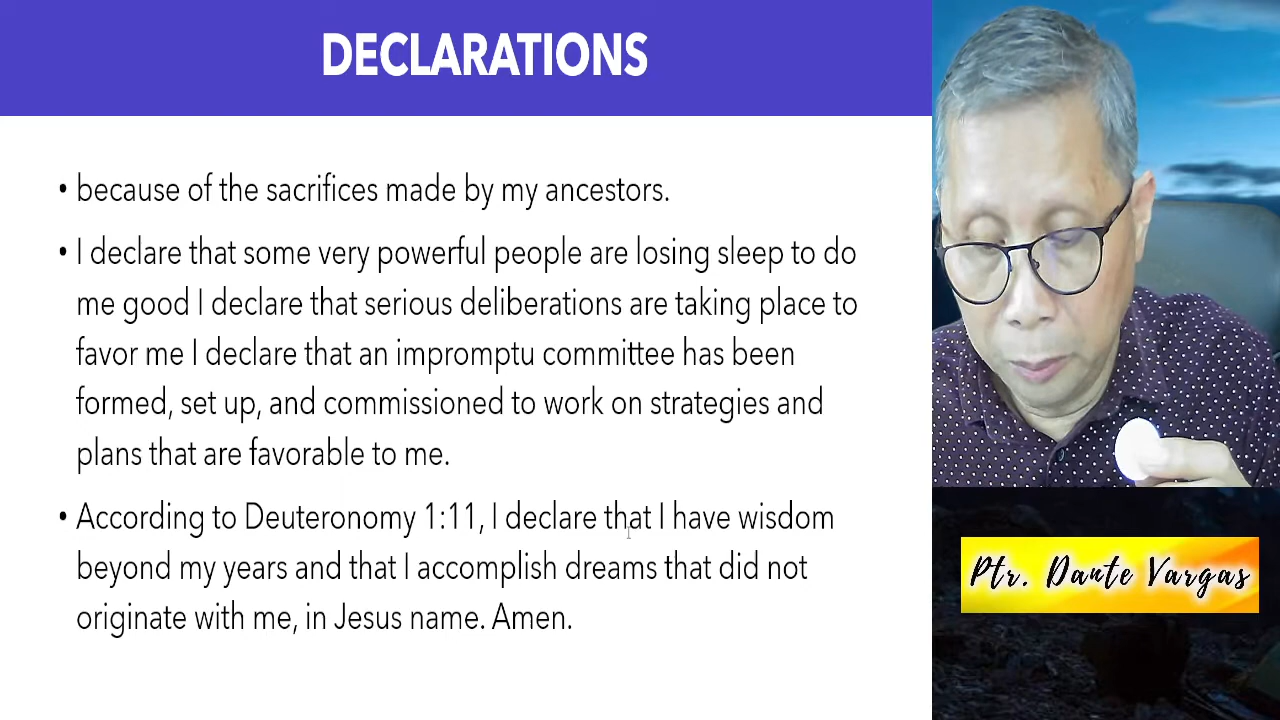 DECLARATIONS
• because of the sacrifices made by my ancestors.
• I declare that some very powerful people are losing sleep to do
me good I declare that serious deliberations are taking place to
favor me I declare that an impromptu committee has been
formed, set up, and commissioned to work on strategies and
plans that are favorable to me.
• According to Deuteronomy 1:11, I declare that I have wisdom
beyond my years and that I accomplish dreams that did not
originate with me, in Jesus name. Amen.
Ptr. Dante Vargas